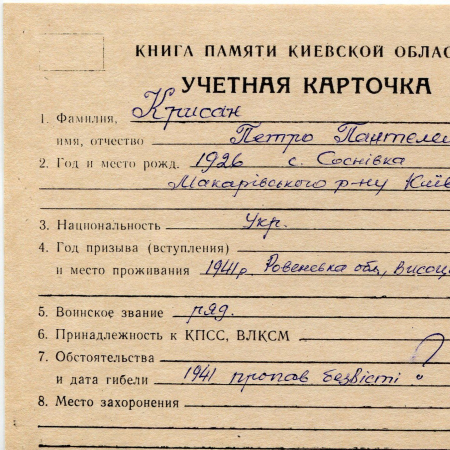 КНИГА ПАМЯТИ КИЕВСКОЙ ОБЛАС
УЧЕТНАЯ КАРТОЧКА
1. Фамилия, Крисан
имя, отчество Петро Пантелей
2. Год и место рожд. 1926 с. Соснівка
Макарівського р-ну Київ
3. Национальность укр.
4. Год призыва (вступления)
и место проживания 1941р. Ровенська обл, Висоц
5. Воинское звание ряд.
6. Принадлежность к КПСС, ВЛКСМ
7. Обстоятельства
и дата гибели 1941 пропав безвісті
8. Место захоронения